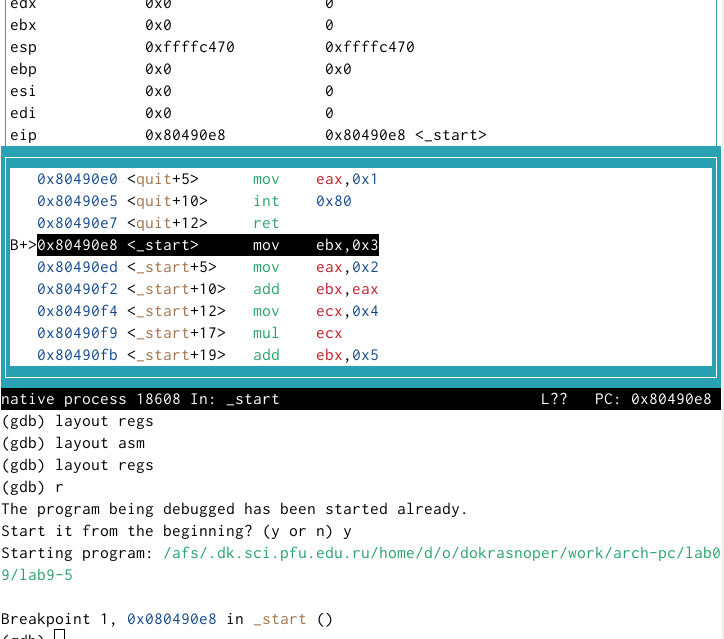 edx 0x0 0
ebx 0x0 0
esp 0xffffc470 0xffffc470
ebp 0x0 0x0
esi 0x0 0
edi 0x0 0
eip 0x80490e8 0x80490e8 <_start>
0x80490e0 <quit+5> mov eax,0x1
0x80490e5 <quit+10> int 0x80
0x80490e7 <quit+12> ret
B+>0x80490e8 <_start> mov ebx,0x3
0x80490ed <_start+5> mov eax,0x2
0x80490f2 <_start+10> add ebx,eax
0x80490f4 <_start+12> mov ecx,0x4
0x80490f9 <_start+17> mul ecx
0x80490fb <_start+19> add ebx,0x5
native process 18608 In: _start L?? PC: 0x80490e8
(gdb) layout regs
(gdb) layout asm
(gdb) layout regs
(gdb) r
The program being debugged has been started already.
Start it from the beginning? (y or n) y
Starting program: /afs/.dk.sci.pfu.edu.ru/home/d/o/dokrasnoper/work/arch-pc/lab0
9/lab9-5
Breakpoint 1, 0x080490e8 in _start ()
(gdb)